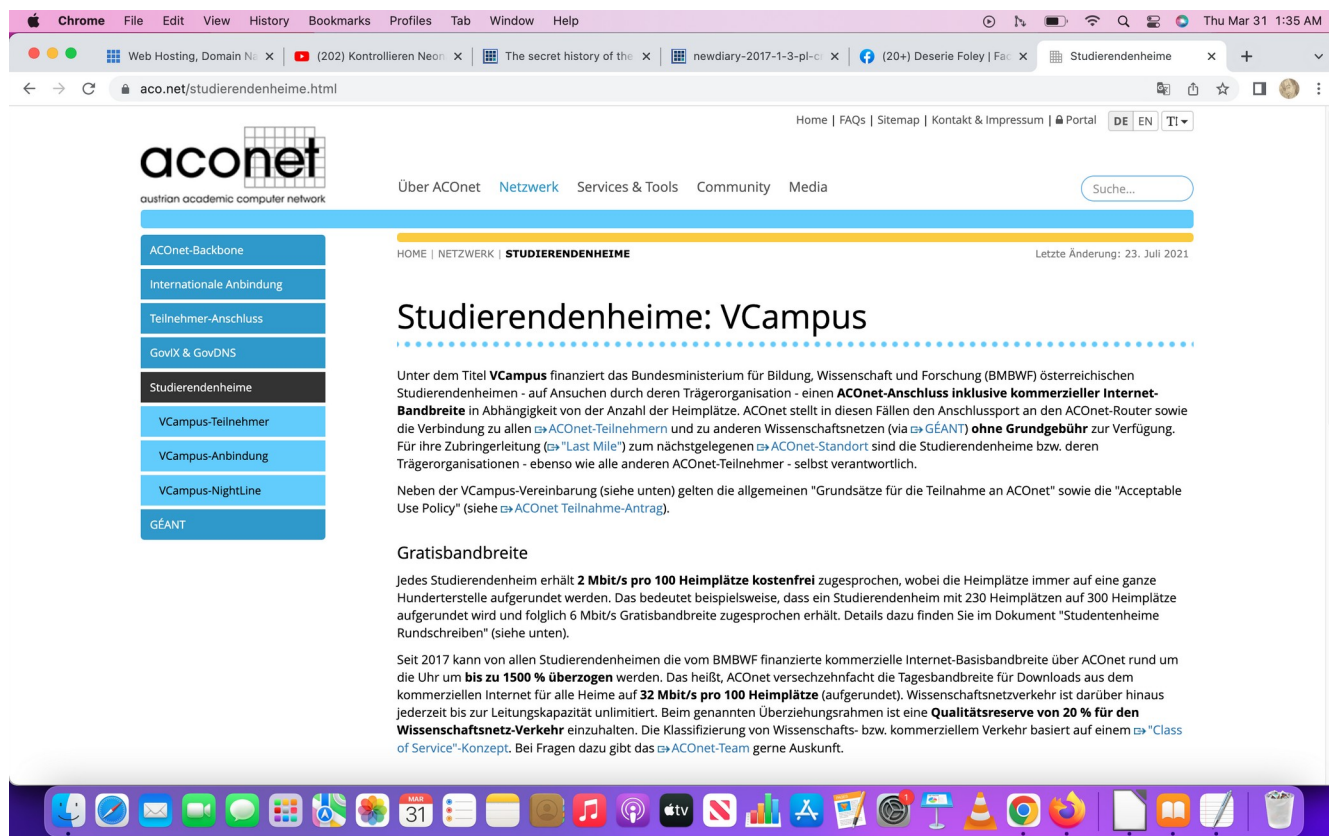 Chrome File Edit View History Bookmarks Profiles Tab Window Help Thu Mar 31 1:35 AM
Web Hosting, Domain Na (202) Kontrollieren Neon The secret history of the newdiary-2017-1-3-pl-c (20+) Deserie Foley | Fac Studierendenheime
aco.net/studierendenheime.html
Home | FAQs | Sitemap | Kontakt & Impressum | Portal DE EN TI
aconet
austrian academic computer network
Über ACOnet Netzwerk Services & Tools Community Media Suche...
ACOnet-Backbone
Internationale Anbindung
Teilnehmer-Anschluss
GovIX & GovDNS
Studierendenheime
VCampus-Teilnehmer
VCampus-Anbindung
VCampus-NightLine
GÉANT
HOME | NETZWERK | STUDIERENDENHEIME Letzte Änderung: 23. Juli 2021
Studierendenheime: VCampus
Unter dem Titel VCampus finanziert das Bundesministerium für Bildung, Wissenschaft und Forschung (BMBWF) österreichischen
Studierendenheimen - auf Ansuchen durch deren Trägerorganisation - einen ACOnet-Anschluss inklusive kommerzieller Internet-
Bandbreite in Abhängigkeit von der Anzahl der Heimplätze. ACOnet stellt in diesen Fällen den Anschlussport an den ACOnet-Router sowie
die Verbindung zu allen ACOnet-Teilnehmern und zu anderen Wissenschaftsnetzen (via GÉANT) ohne Grundgebühr zur Verfügung.
Für ihre Zubringerleitung ("Last Mile") zum nächstgelegenen ACOnet-Standort sind die Studierendenheime bzw. deren
Trägerorganisationen - ebenso wie alle anderen ACOnet-Teilnehmer - selbst verantwortlich.
Neben der VCampus-Vereinbarung (siehe unten) gelten die allgemeinen "Grundsätze für die Teilnahme an ACOnet" sowie die "Acceptable
Use Policy" (siehe ACOnet Teilnahme-Antrag).
Gratisbandbreite
Jedes Studierendenheim erhält 2 Mbit/s pro 100 Heimplätze kostenfrei zugesprochen, wobei die Heimplätze immer auf eine ganze
Hunderterstelle aufgerundet werden. Das bedeutet beispielsweise, dass ein Studierendenheim mit 230 Heimplätzen auf 300 Heimplätze
aufgerundet wird und folglich 6 Mbit/s Gratisbandbreite zugesprochen erhält. Details dazu finden Sie im Dokument "Studentenheime
Rundschreiben" (siehe unten).
Seit 2017 kann von allen Studierendenheimen die vom BMBWF finanzierte kommerzielle Internet-Basisbandbreite über ACOnet rund um
die Uhr um bis zu 1500 % überzogen werden. Das heißt, ACOnet versechzehnfacht die Tagesbandbreite für Downloads aus dem
kommerziellen Internet für alle Heime auf 32 Mbit/s pro 100 Heimplätze (aufgerundet). Wissenschaftsnetzverkehr ist darüber hinaus
jederzeit bis zur Leitungskapazität unlimitiert. Beim genannten Überziehungsrahmen ist eine Qualitätsreserve von 20 % für den
Wissenschaftsnetz-Verkehr einzuhalten. Die Klassifizierung von Wissenschafts- bzw. kommerziellem Verkehr basiert auf einem "Class
of Service"-Konzept. Bei Fragen dazu gibt das ACOnet-Team gerne Auskunft.
MAR
31
tv
1